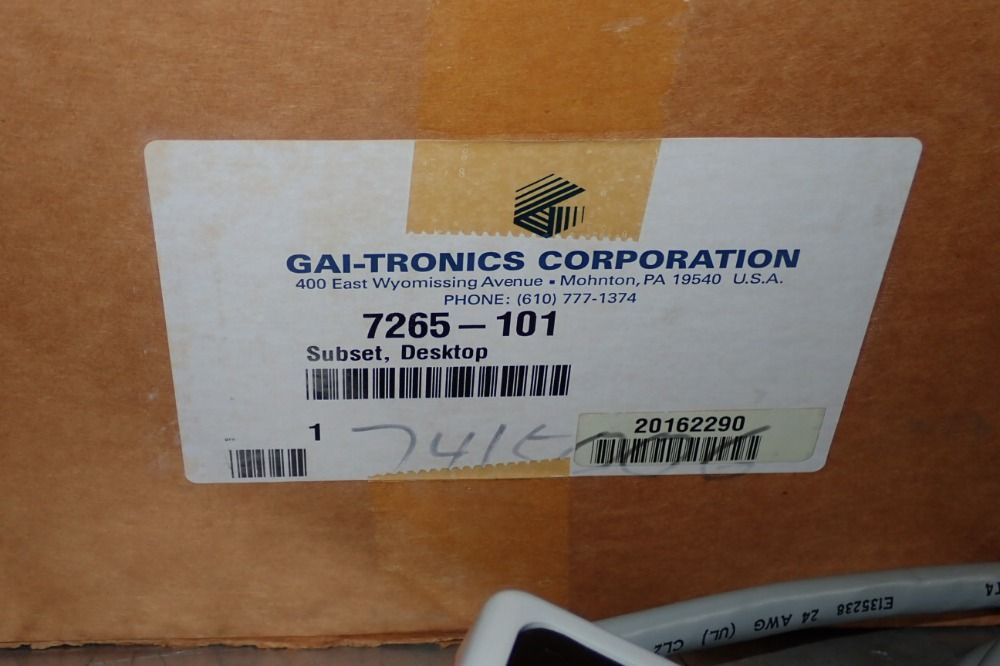 GAI-TRONICS CORPORATION
400 East Wyomissing Avenue ▪ Mohnton, PA 19540 U.S.A.
PHONE: (610) 777-1374
7265–101
Subset, Desktop
1
20162290
E135238 24 AWG (UL) CL2